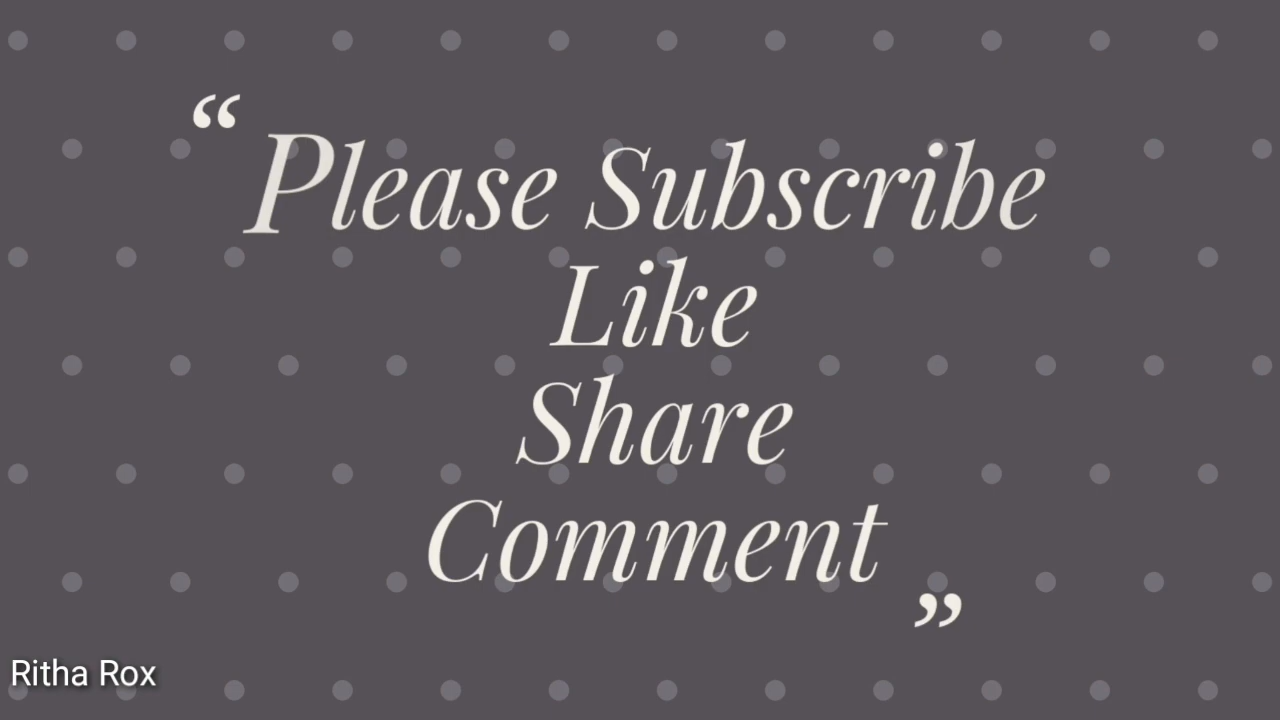 “Please Subscribe
Like
Share
Comment”
Ritha Rox